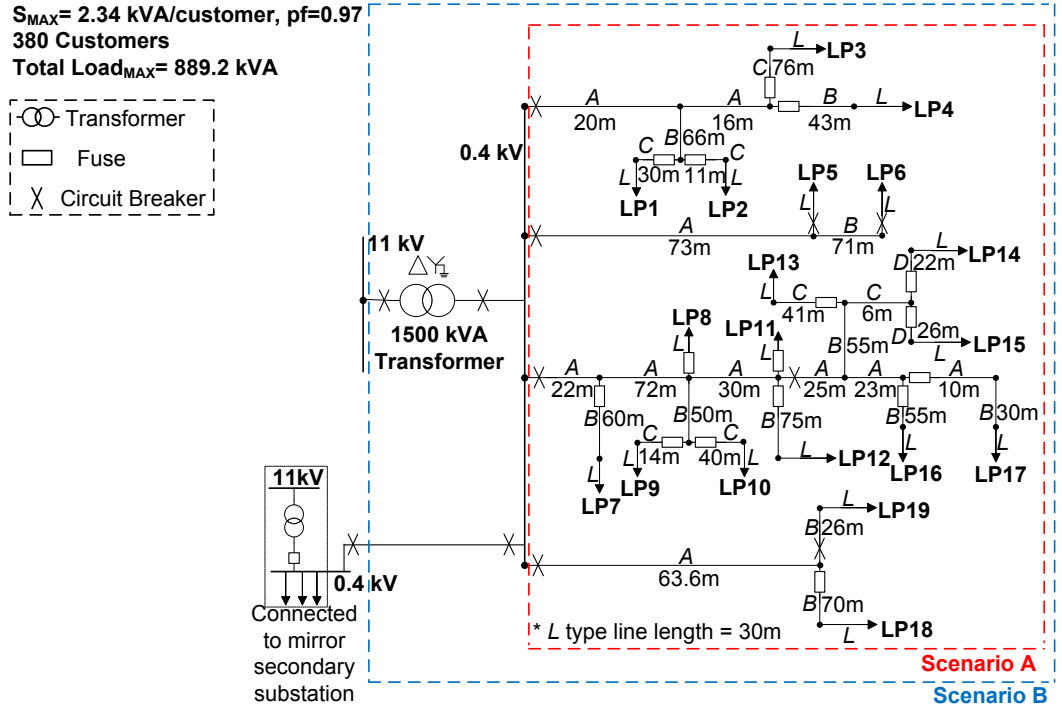 S_MAX= 2.34 kVA/customer, pf=0.97
380 Customers
Total Load_MAX= 889.2 kVA
Transformer
Fuse
Circuit Breaker
0.4 kV
11 kV
1500 kVA
Transformer
11kV
0.4 kV
Connected
to mirror
secondary
substation
A
20m
A
16m
C
76m
L
LP3
B
43m
L
LP4
B
66m
C
30m
L
LP1
C
11m
L
LP2
A
73m
L
LP5
B
71m
L
LP6
LP13
L
C
41m
C
6m
D
22m
L
LP14
D
26m
L
LP15
B
55m
A
22m
A
72m
A
30m
A
25m
A
23m
A
10m
LP8
L
LP11
L
B
60m
L
LP7
B
50m
C
14m
L
LP9
C
40m
L
LP10
B
75m
L
LP12
B
55m
L
LP16
B
30m
L
LP17
A
63.6m
L
LP19
B
26m
B
70m
L
LP18
* L type line length = 30m
Scenario A
Scenario B